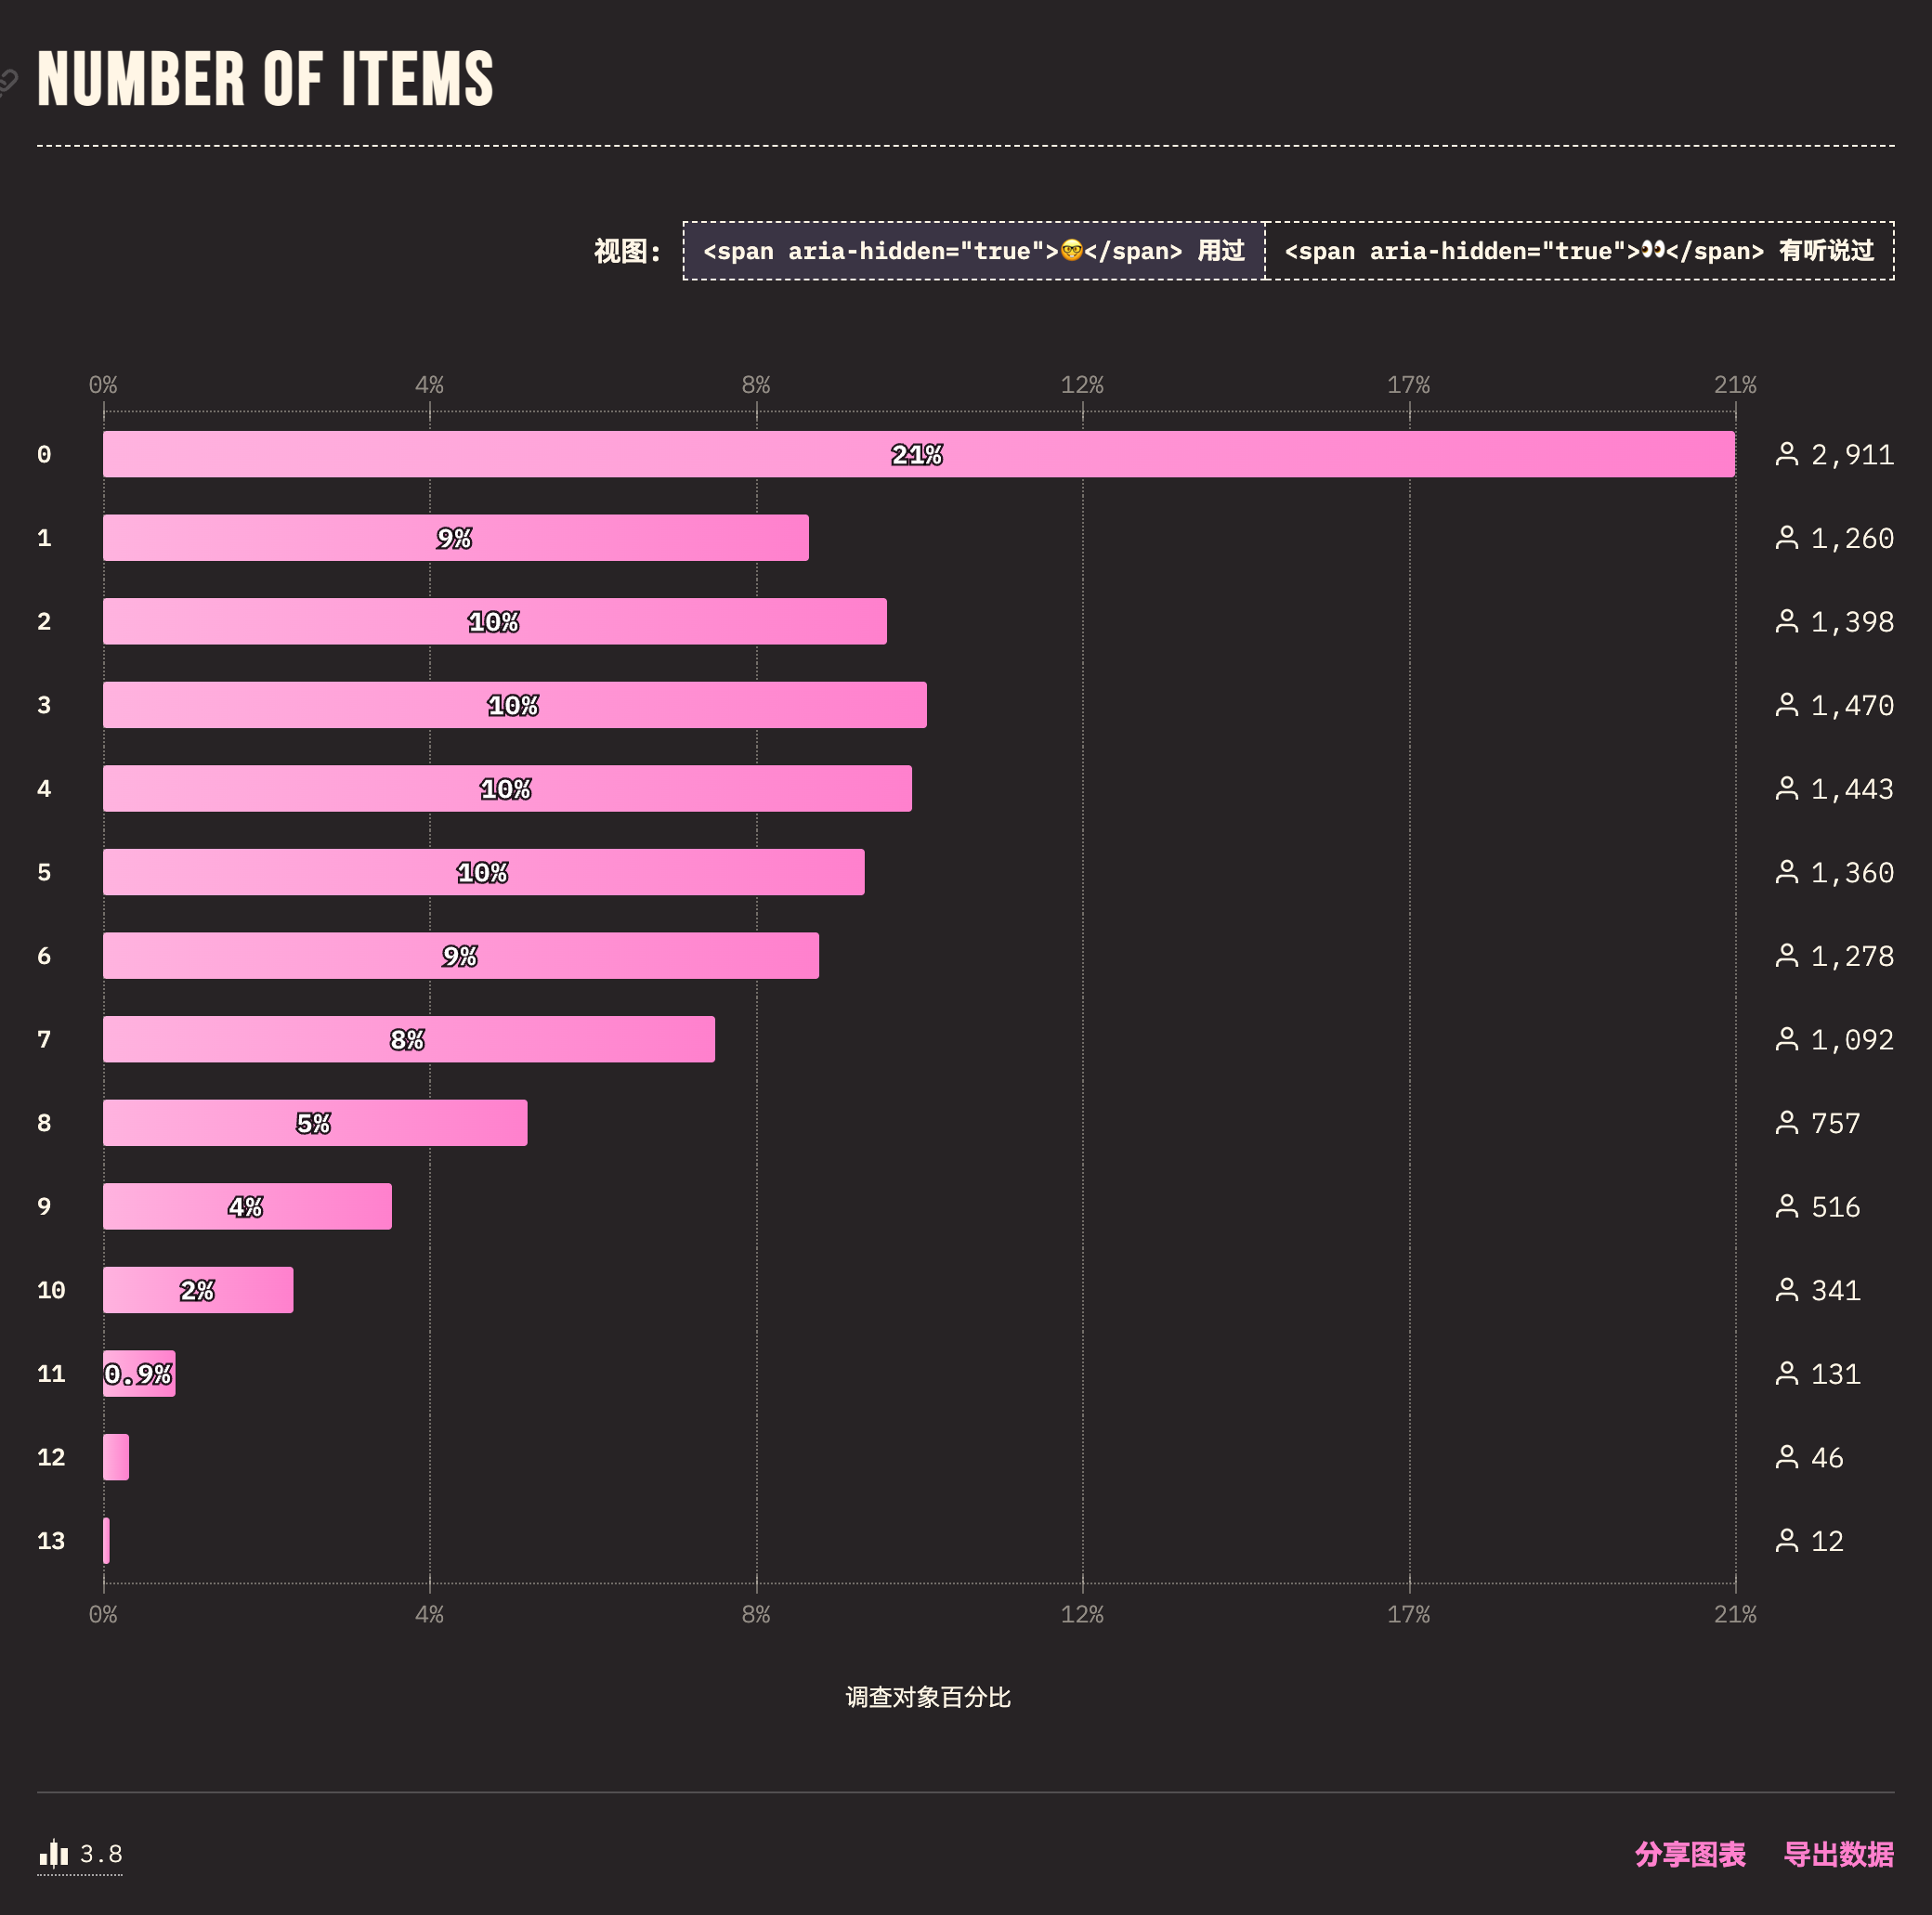 NUMBER OF ITEMS
视图: <span aria-hidden="true">🤓</span> 用过 <span aria-hidden="true">👀</span> 有听说过
0% 4% 8% 12% 17% 21%
0 21% 2,911
1 9% 1,260
2 10% 1,398
3 10% 1,470
4 10% 1,443
5 10% 1,360
6 9% 1,278
7 8% 1,092
8 5% 757
9 4% 516
10 2% 341
11 0.9% 131
12 46
13 12
0% 4% 8% 12% 17% 21%
调查对象百分比
3.8 分享图表 导出数据